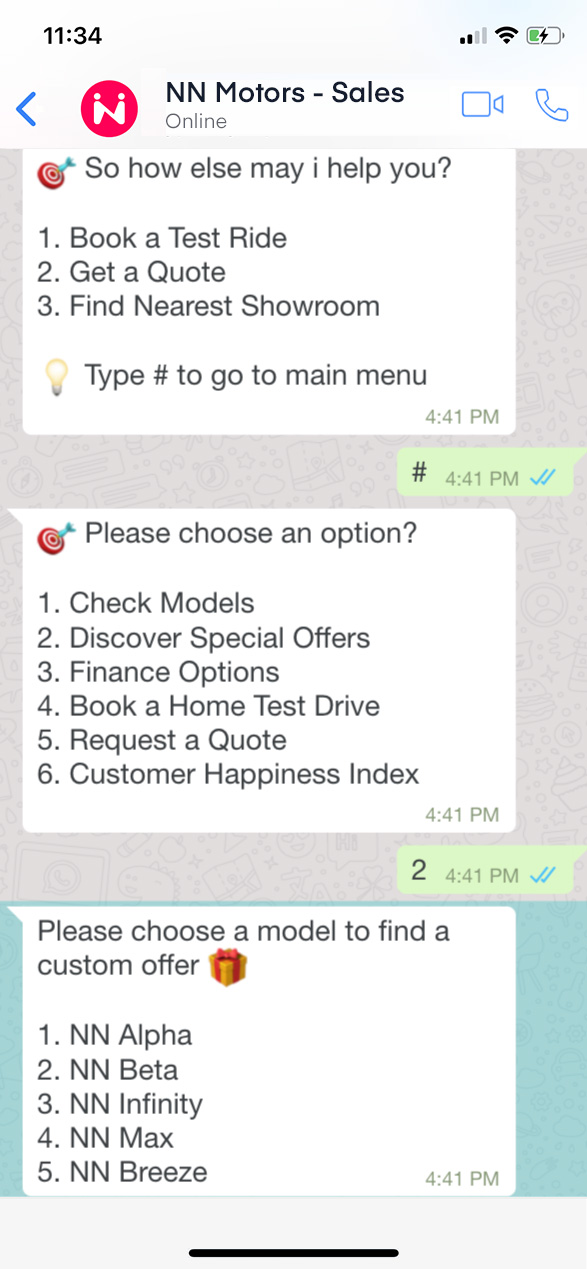 11:34
NN Motors - Sales
Online
So how else may i help you?
1. Book a Test Ride
2. Get a Quote
3. Find Nearest Showroom
Type # to go to main menu
4:41 PM
# 4:41 PM
Please choose an option?
1. Check Models
2. Discover Special Offers
3. Finance Options
4. Book a Home Test Drive
5. Request a Quote
6. Customer Happiness Index
4:41 PM
2 4:41 PM
Please choose a model to find a
custom offer
1. NN Alpha
2. NN Beta
3. NN Infinity
4. NN Max
5. NN Breeze
4:41 PM